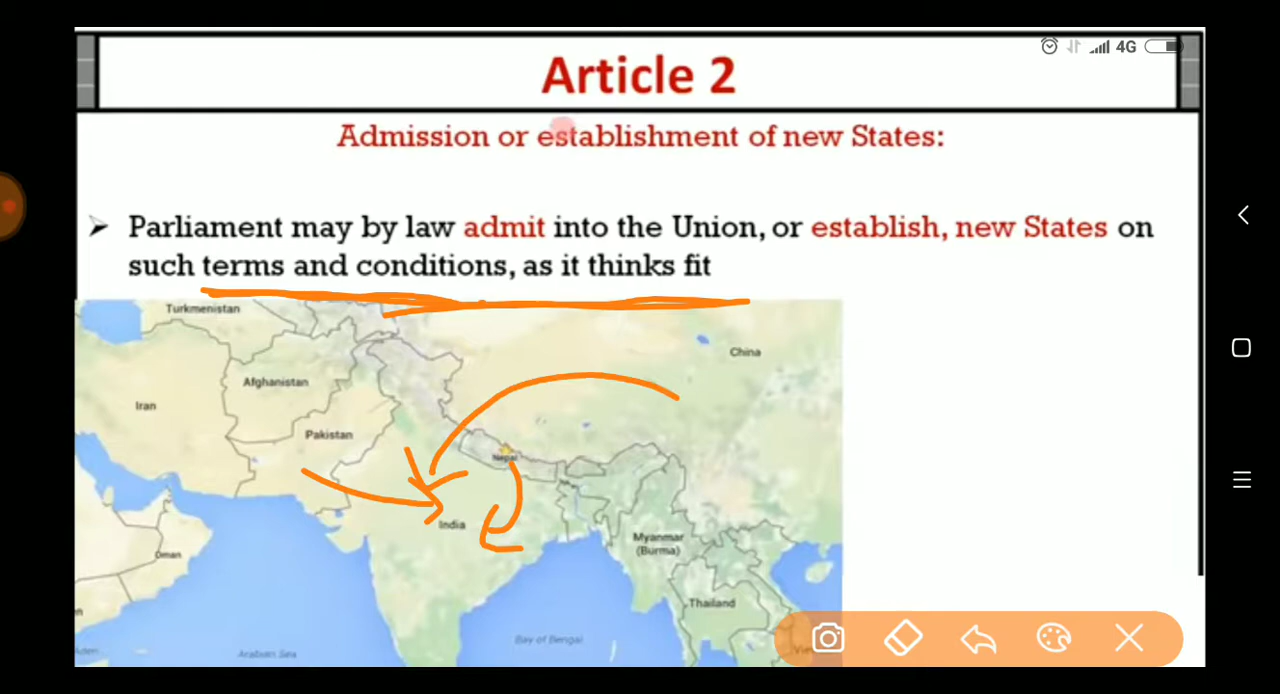 4G
Article 2
Admission or establishment of new States:
➢ Parliament may by law admit into the Union, or establish, new States on
such terms and conditions, as it thinks fit
Turkmenistan
China
Afghanistan
Iran
Pakistan
Nepal
India
Myanmar
(Burma)
Oman
Thailand
Bay of Bengal
Arabian Sea